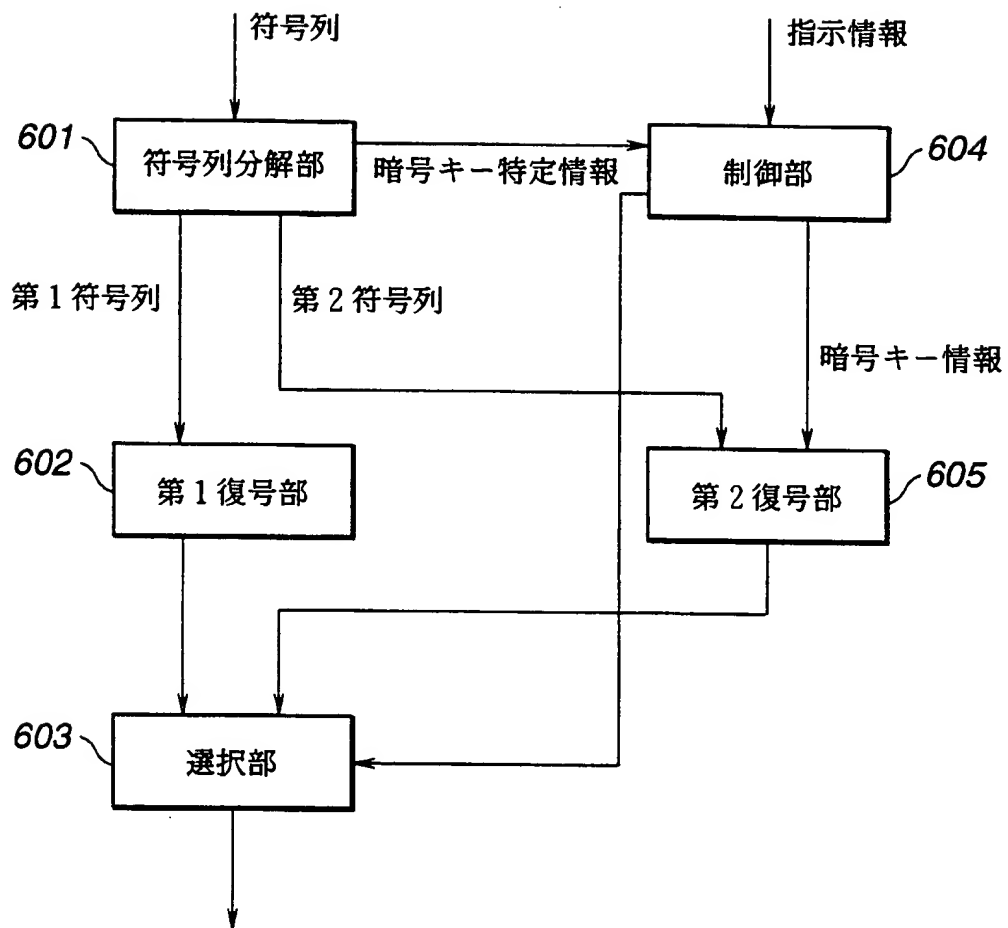 符号列
指示情報
601
符号列分解部
暗号キー特定情報
制御部
604
第1符号列
第2符号列
暗号キー情報
602
第1復号部
第2復号部
605
603
選択部